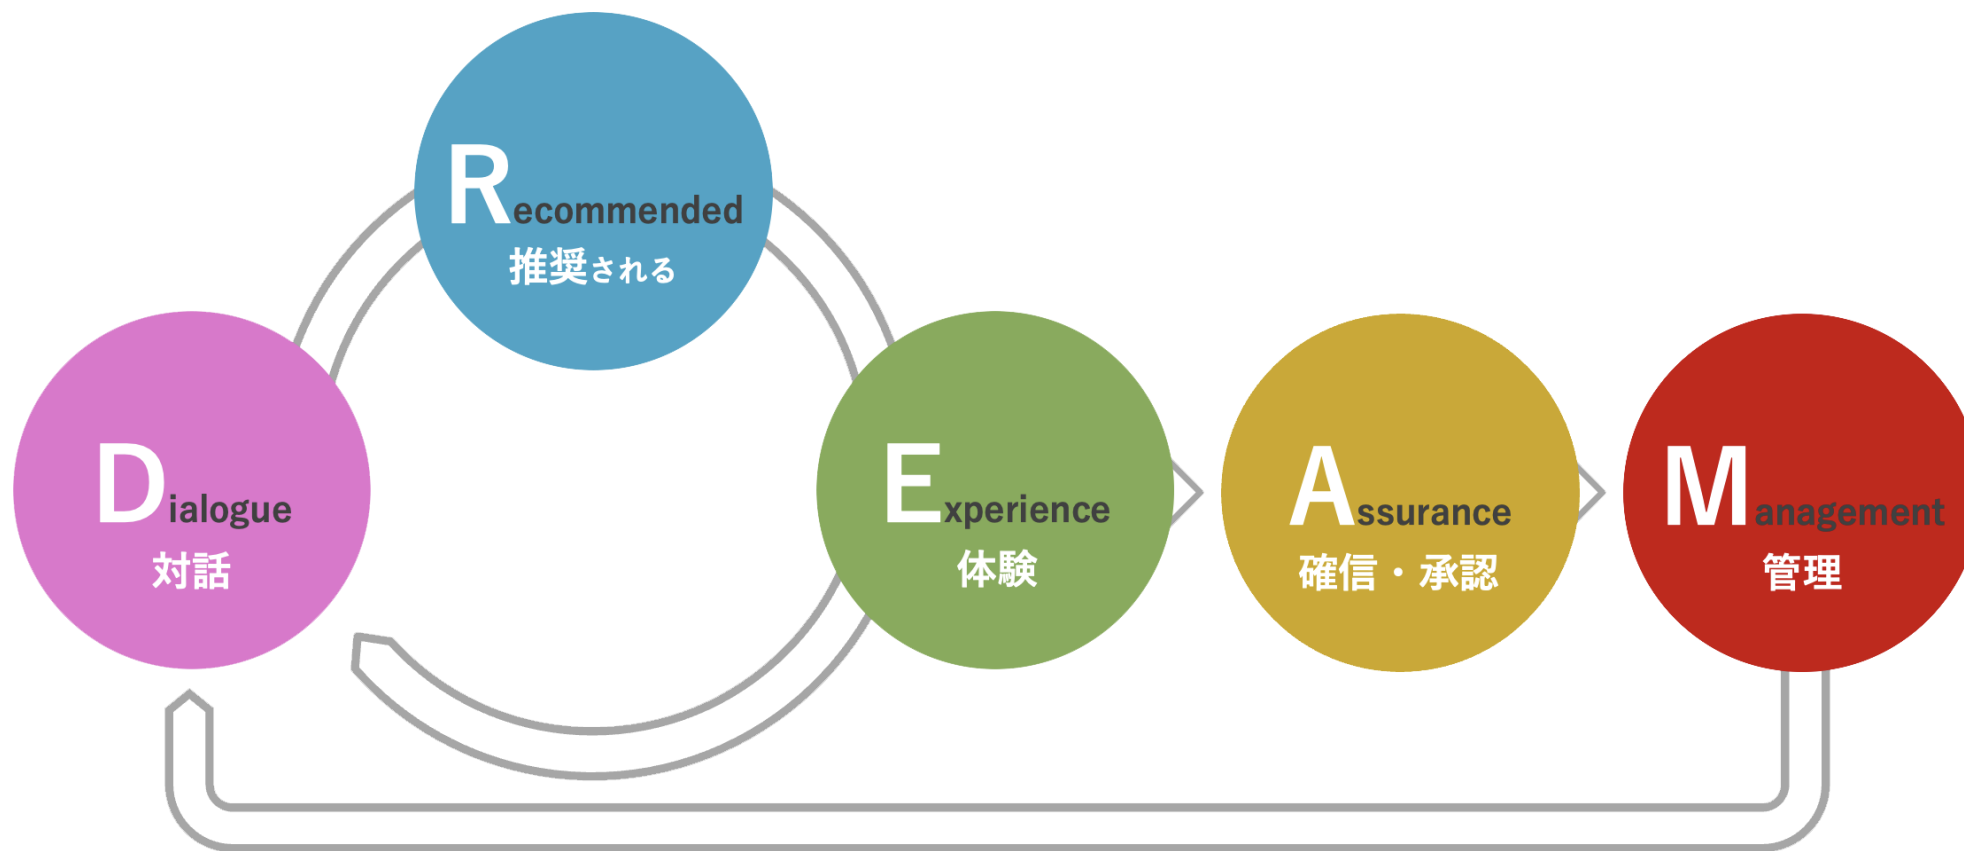 Dialogue
対話
Recommended
推奨される
Experience
体験
Assurance
確信・承認
Management
管理